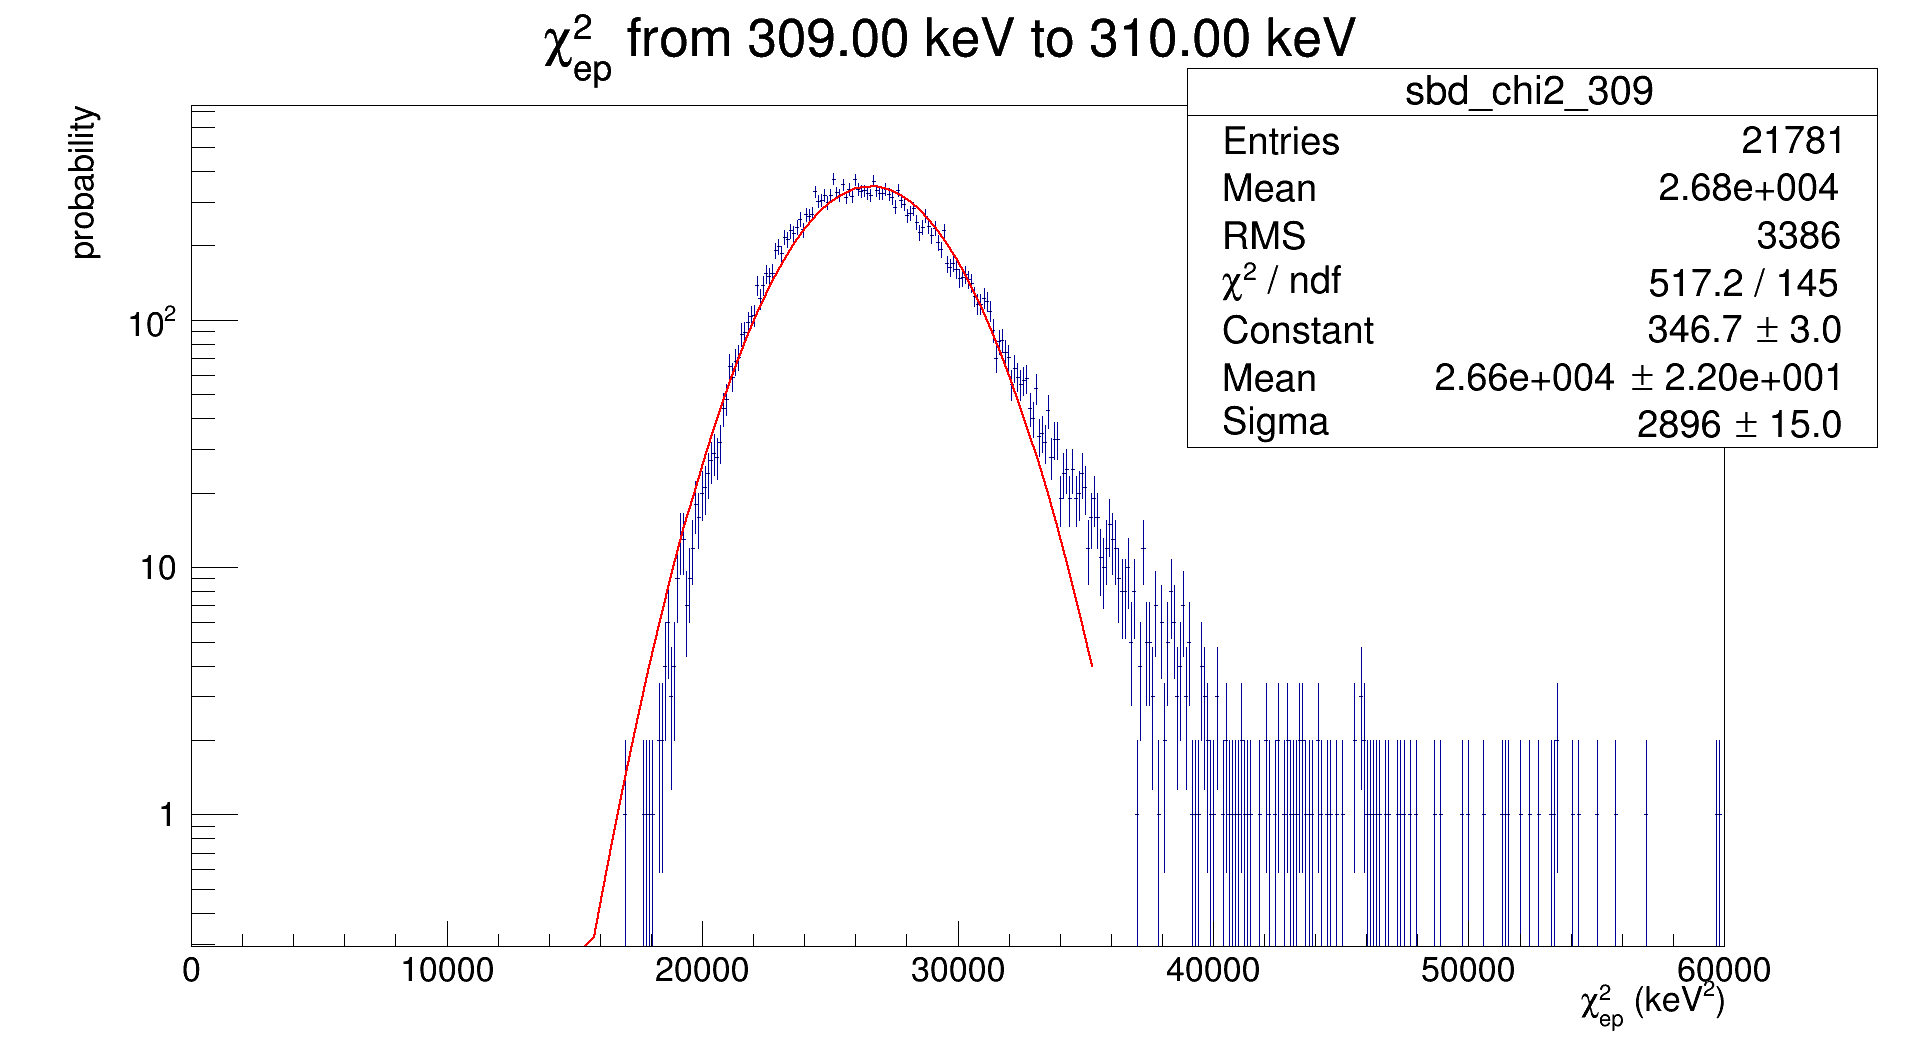 χ²ep from 309.00 keV to 310.00 keV
sbd_chi2_309
Entries 21781
Mean 2.68e+004
RMS 3386
χ² / ndf 517.2 / 145
Constant 346.7 ± 3.0
Mean 2.66e+004 ± 2.20e+001
Sigma 2896 ± 15.0
probability
10²
10
1
0 10000 20000 30000 40000 50000 60000
χ²ep (keV²)